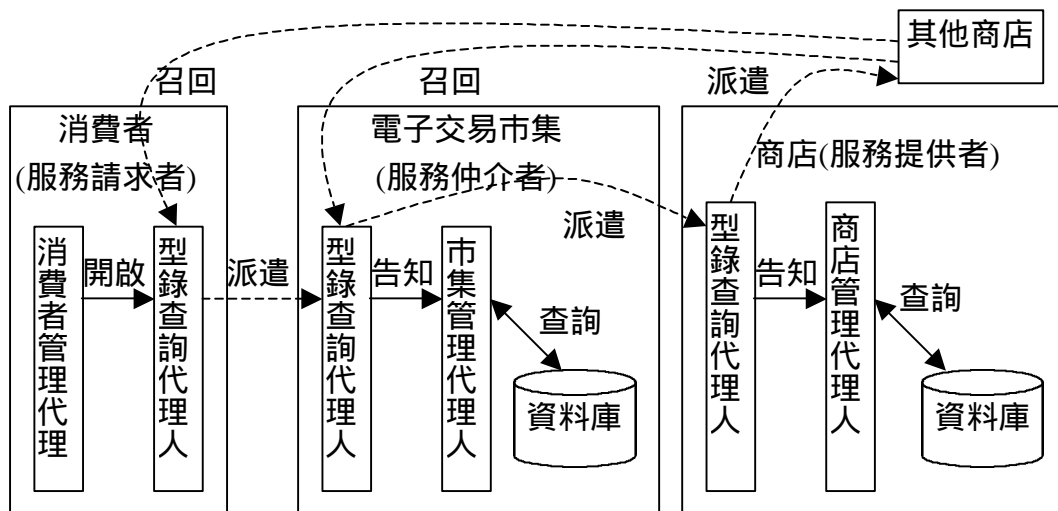 其他商店
召回
召回
派遣
消費者
(服務請求者)
電子交易市集
(服務仲介者)
商店(服務提供者)
派遣
消費者管理代理
開啟
型錄查詢代理人
派遣
型錄查詢代理人
告知
市集管理代理人
查詢
資料庫
型錄查詢代理人
告知
商店管理代理人
查詢
資料庫